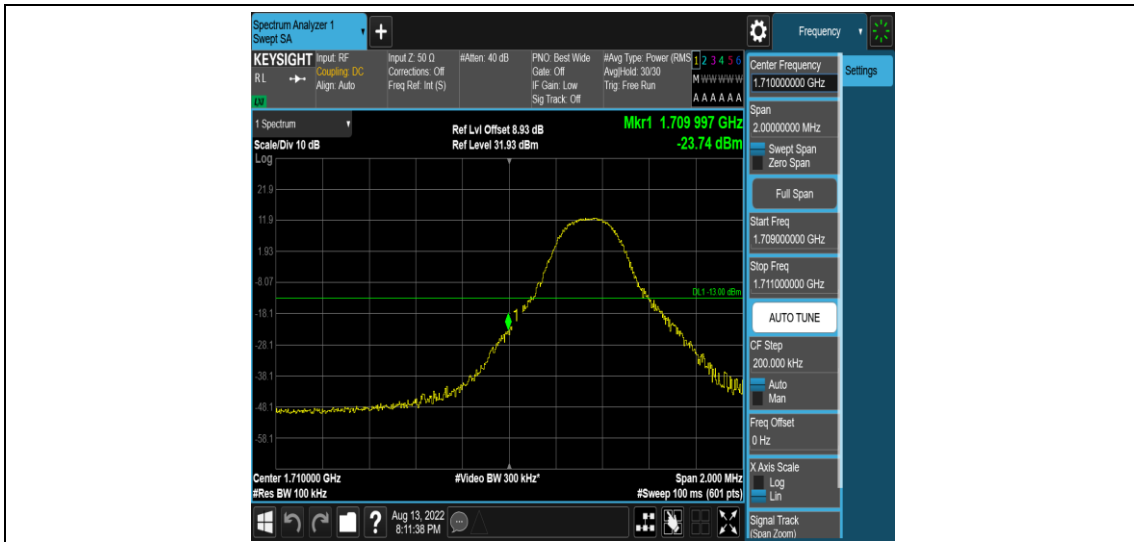 Spectrum Analyzer 1
Swept SA
Frequency
KEYSIGHT
RL
LXI
Input: RF
Coupling: DC
Align: Auto
Input Z: 50 Ω
Corrections: Off
Freq Ref: Int (S)
#Atten: 40 dB
PNO: Best Wide
Gate: Off
IF Gain: Low
Sig Track: Off
#Avg Type: Power (RMS
Avg|Hold: 30/30
Trig: Free Run
1 2 3 4 5 6
M W W W W W
A A A A A A
1 Spectrum
Scale/Div 10 dB
Ref Lvl Offset 8.93 dB
Ref Level 31.93 dBm
Mkr1 1.709 997 GHz
-23.74 dBm
Log
21.9
11.9
1.93
-8.07
-18.1
-28.1
-38.1
-48.1
-58.1
DL1 -13.00 dBm
1
Center 1.710000 GHz
#Res BW 100 kHz
#Video BW 300 kHz*
Span 2.000 MHz
#Sweep 100 ms (601 pts)
Aug 13, 2022
8:11:38 PM
Center Frequency
1.710000000 GHz
Settings
Span
2.00000000 MHz
Swept Span
Zero Span
Full Span
Start Freq
1.709000000 GHz
Stop Freq
1.711000000 GHz
AUTO TUNE
CF Step
200.000 kHz
Auto
Man
Freq Offset
0 Hz
X Axis Scale
Log
Lin
Signal Track
(Span Zoom)